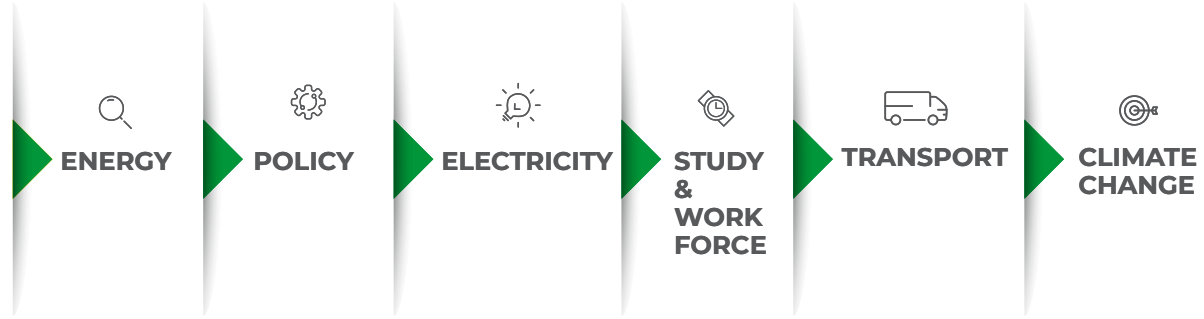 ENERGY
POLICY
ELECTRICITY
STUDY
&
WORK
FORCE
TRANSPORT
CLIMATE
CHANGE